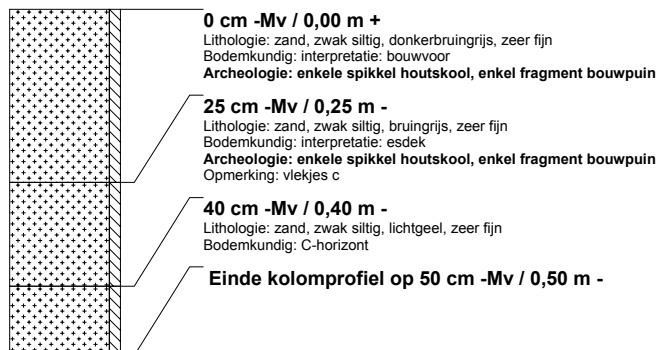 0 cm -Mv / 0,00 m +
Lithologie: zand, zwak siltig, donkerbruingrijs, zeer fijn
Bodemkundig: interpretatie: bouwvoor
Archeologie: enkele spikkel houtskool, enkel fragment bouwpuin
25 cm -Mv / 0,25 m -
Lithologie: zand, zwak siltig, bruingrijs, zeer fijn
Bodemkundig: interpretatie: esdek
Archeologie: enkele spikkel houtskool, enkel fragment bouwpuin
Opmerking: vlekjes c
40 cm -Mv / 0,40 m -
Lithologie: zand, zwak siltig, lichtgeel, zeer fijn
Bodemkundig: C-horizont
Einde kolomprofiel op 50 cm -Mv / 0,50 m -